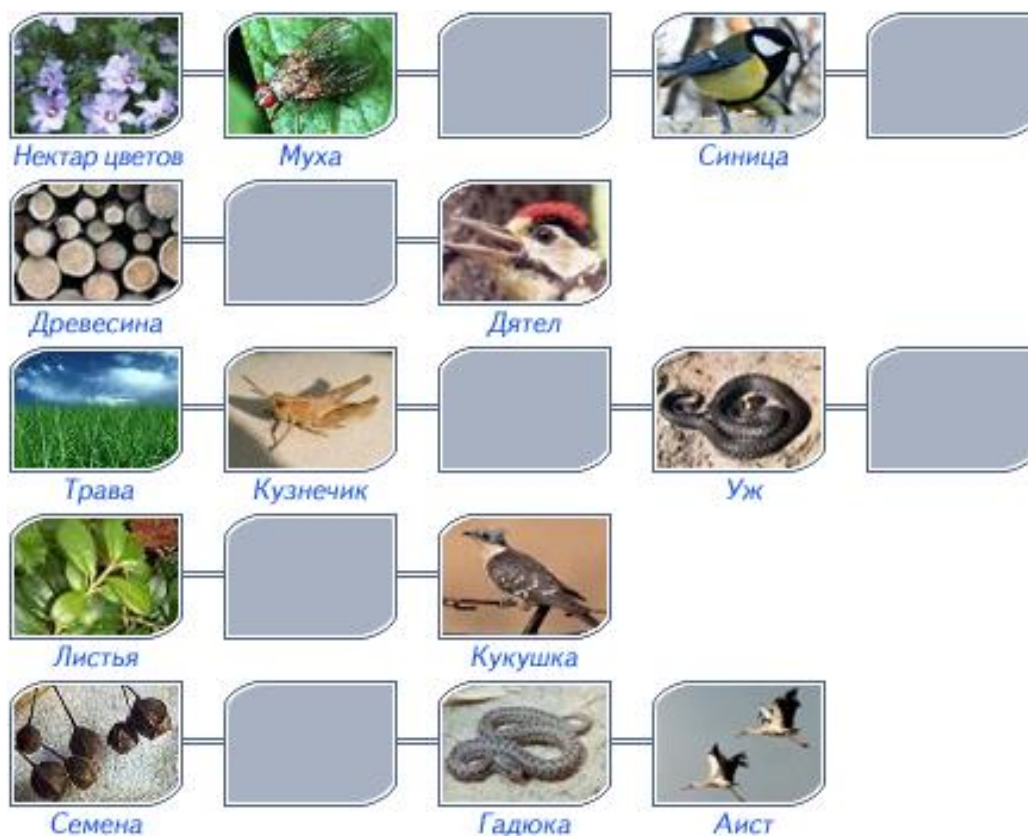 Нектар цветов Муха Синица
Древесина Дятел
Трава Кузнечик Уж
Листья Кукушка
Семена Гадюка Аист